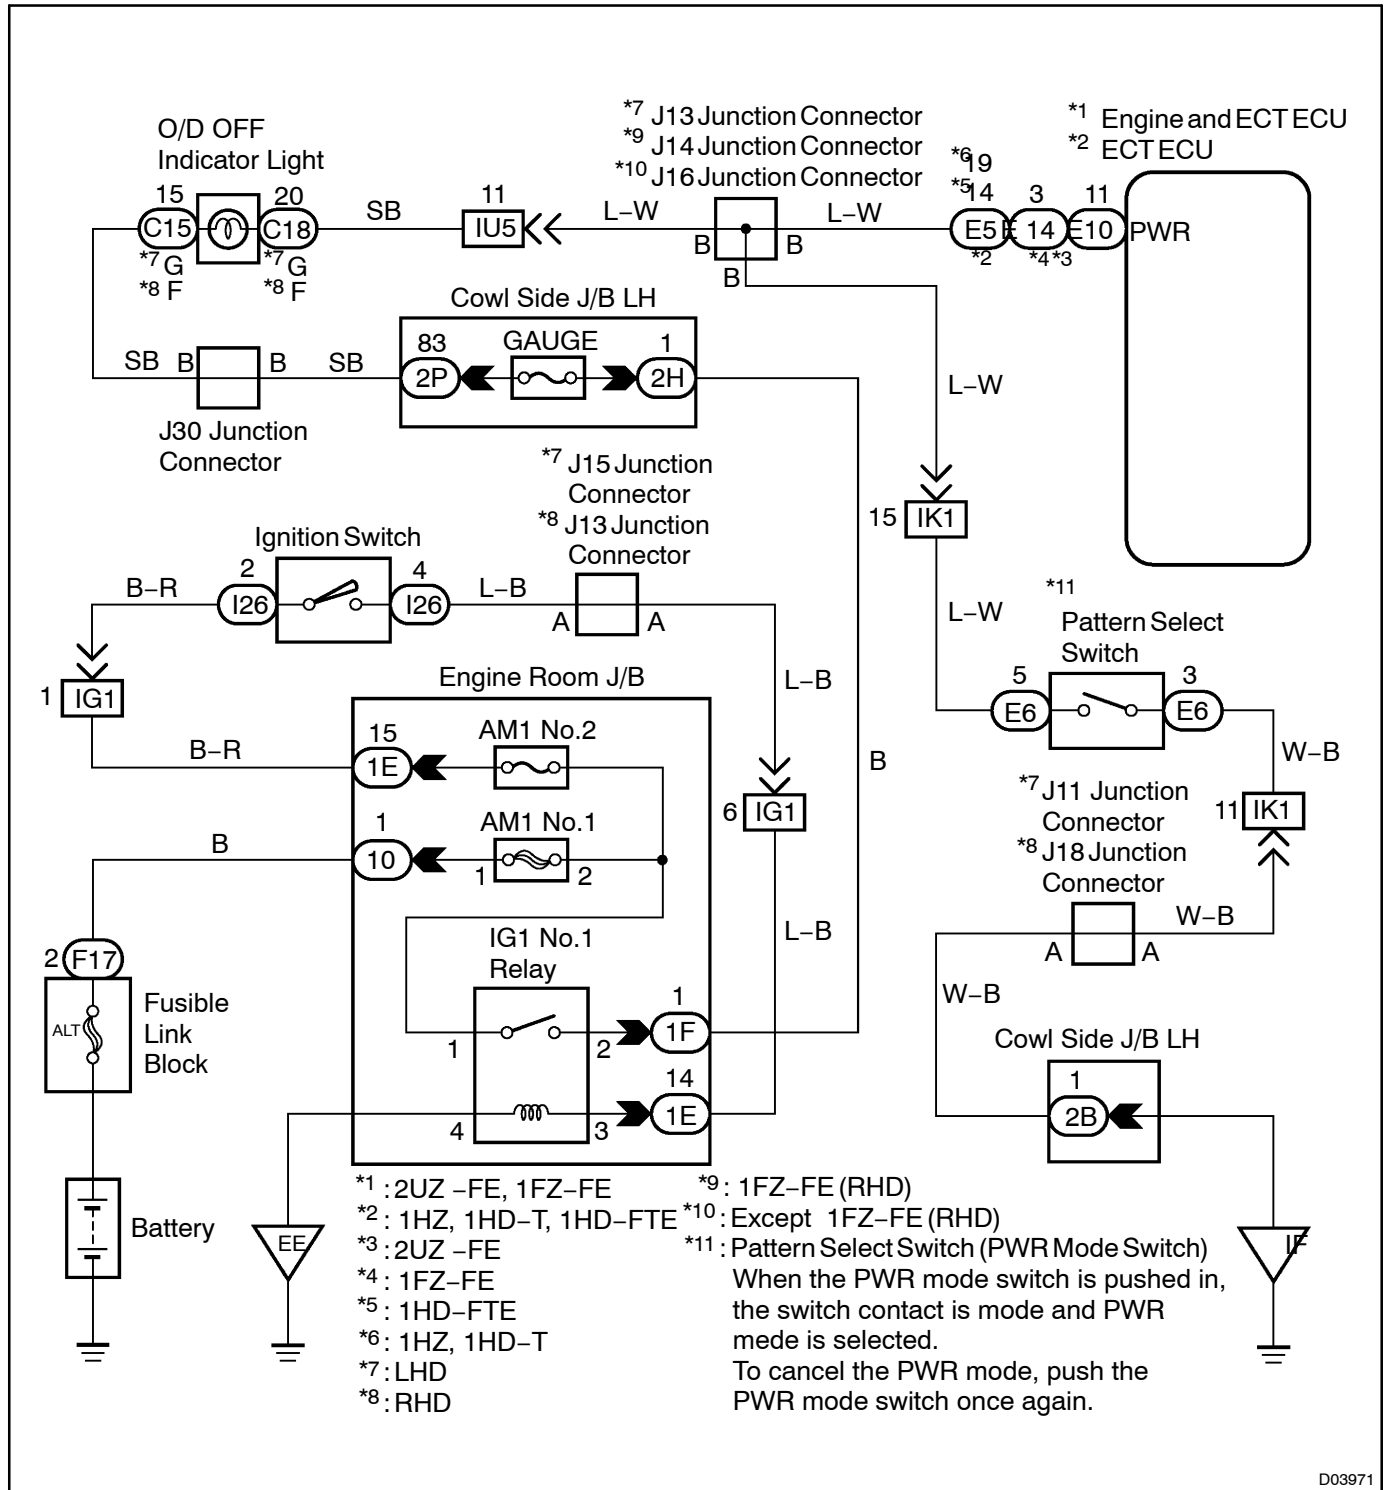 *7 J13 Junction Connector
*9 J14 Junction Connector
*10 J16 Junction Connector
*1 Engine and ECT ECU
*2 ECT ECU
O/D OFF
Indicator Light
15
C15
*7 G
*8 F
20
C18
*7 G
*8 F
SB
11
IU5
L-W
B
B
B
L-W
*6 19
*5 14
3
11
E5
E
14
E10
*2
*4
*3
PWR
Cowl Side J/B LH
83
2P
GAUGE
1
2H
SB
B
B
SB
J30 Junction
Connector
L-W
15
IK1
*7 J15 Junction
Connector
*8 J13 Junction
Connector
Ignition Switch
B-R
2
I26
4
I26
L-B
A
A
L-W
*11
Pattern Select
Switch
5
E6
3
E6
1
IG1
L-B
Engine Room J/B
B-R
15
1E
AM1 No.2
B
W-B
6
IG1
*7 J11 Junction
Connector
*8 J18 Junction
Connector
11
IK1
B
1
10
AM1 No.1
1
2
L-B
A
A
W-B
W-B
2
F17
ALT
Fusible
Link
Block
IG1 No.1
Relay
1
2
1
1F
4
3
14
1E
Cowl Side J/B LH
1
2B
Battery
EE
IF
*1 : 2UZ -FE, 1FZ-FE
*2 : 1HZ, 1HD-T, 1HD-FTE
*3 : 2UZ -FE
*4 : 1FZ-FE
*5 : 1HD-FTE
*6 : 1HZ, 1HD-T
*7 : LHD
*8 : RHD
*9 : 1FZ-FE (RHD)
*10 : Except 1FZ-FE (RHD)
*11 : Pattern Select Switch (PWR Mode Switch)
When the PWR mode switch is pushed in,
the switch contact is mode and PWR
mede is selected.
To cancel the PWR mode, push the
PWR mode switch once again.
D03971